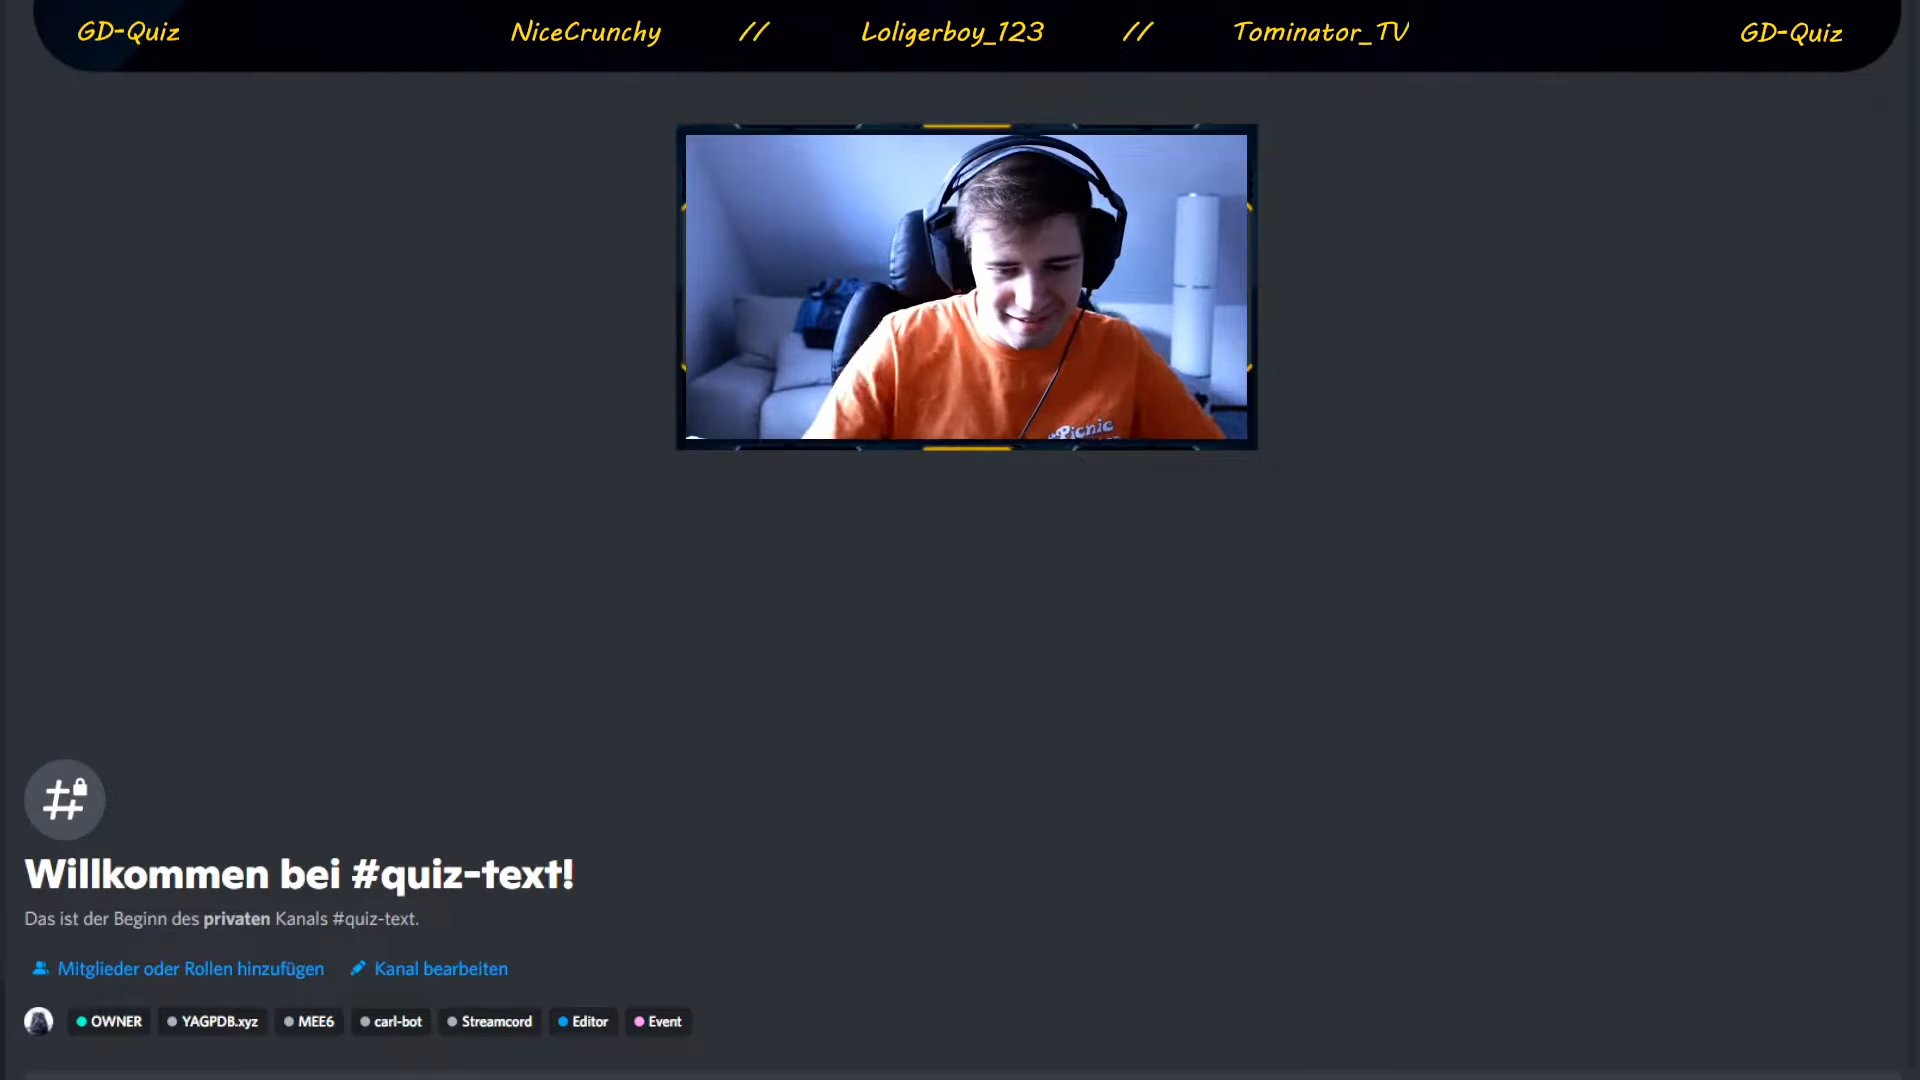 GD-Quiz NiceCrunchy // Loligerboy_123 // Tominator_TV GD-Quiz
Picnic
Willkommen bei #quiz-text!
Das ist der Beginn des privaten Kanals #quiz-text.
Mitglieder oder Rollen hinzufügen Kanal bearbeiten
OWNER YAGPDB.xyz MEE6 carl-bot Streamcord Editor Event